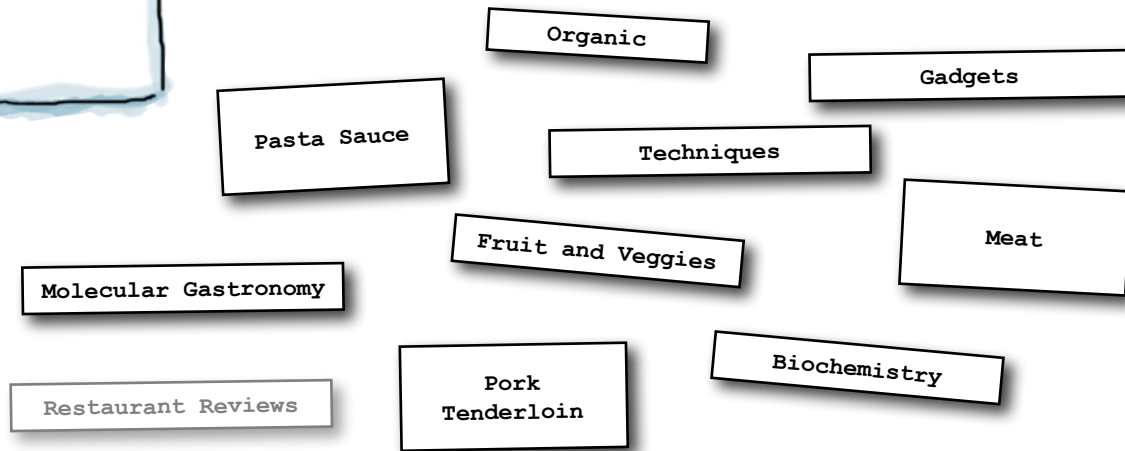 Organic
Gadgets
Pasta Sauce
Techniques
Meat
Fruit and Veggies
Molecular Gastronomy
Biochemistry
Pork
Tenderloin
Restaurant Reviews